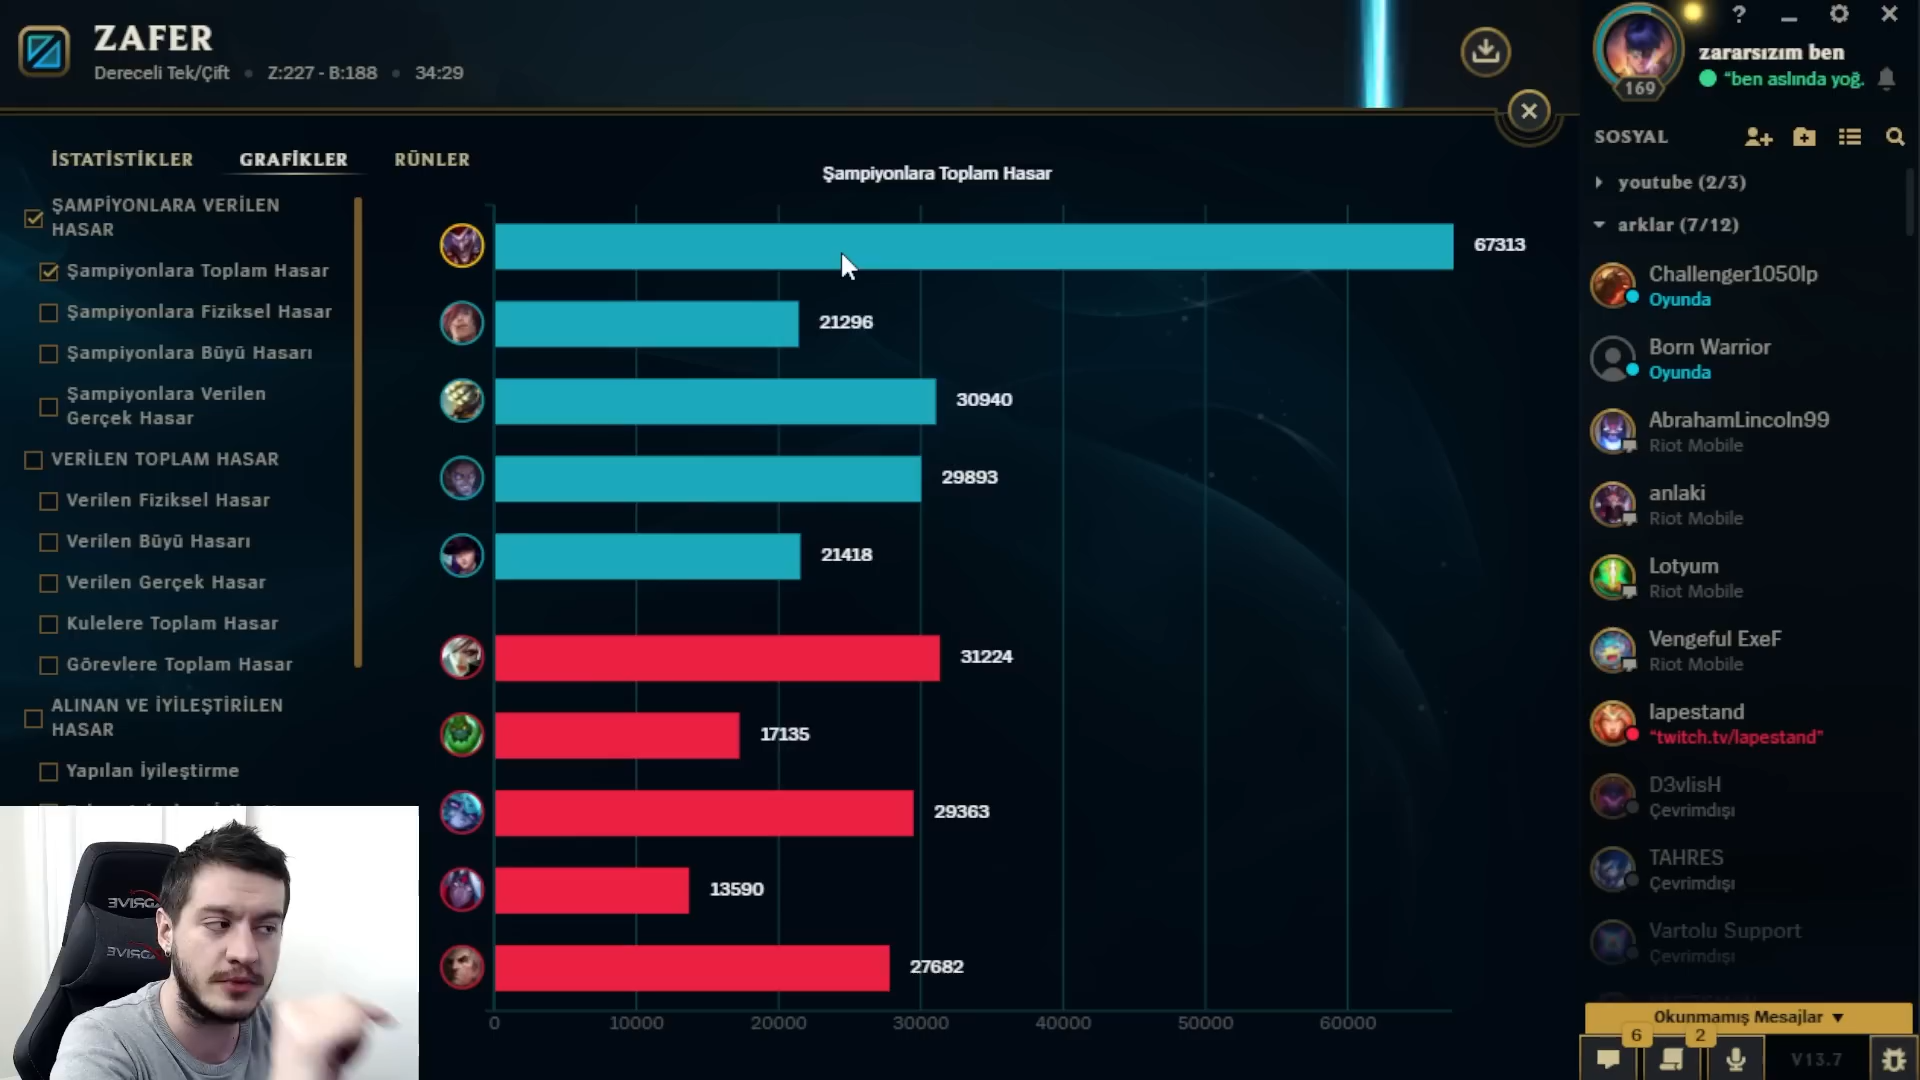 ZAFER
Dereceli Tek/Çift • Z:227 - B:188 • 34:29
İSTATİSTİKLER GRAFİKLER RÜNLER
ŞAMPİYONLARA VERİLEN
HASAR
Şampiyonlara Toplam Hasar
Şampiyonlara Fiziksel Hasar
Şampiyonlara Büyü Hasarı
Şampiyonlara Verilen
Gerçek Hasar
VERİLEN TOPLAM HASAR
Verilen Fiziksel Hasar
Verilen Büyü Hasarı
Verilen Gerçek Hasar
Kulelere Toplam Hasar
Görevlere Toplam Hasar
ALINAN VE İYİLEŞTİRİLEN
HASAR
Yapılan İyileştirme
Şampiyonlara Toplam Hasar
67313
21296
30940
29893
21418
31224
17135
29363
13590
27682
0 10000 20000 30000 40000 50000 60000
?
169
zararsızım ben
“ben aslında yoğ.
SOSYAL
youtube (2/3)
arklar (7/12)
Challenger1050lp
Oyunda
Born Warrior
Oyunda
AbrahamLincoln99
Riot Mobile
anlaki
Riot Mobile
Lotyum
Riot Mobile
Vengeful ExeF
Riot Mobile
lapestand
“twitch.tv/lapestand”
D3vlisH
Çevrimdışı
TAHRES
Çevrimdışı
Vartolu Support
Çevrimdışı
Okunmamış Mesajlar
6 2
V13.7